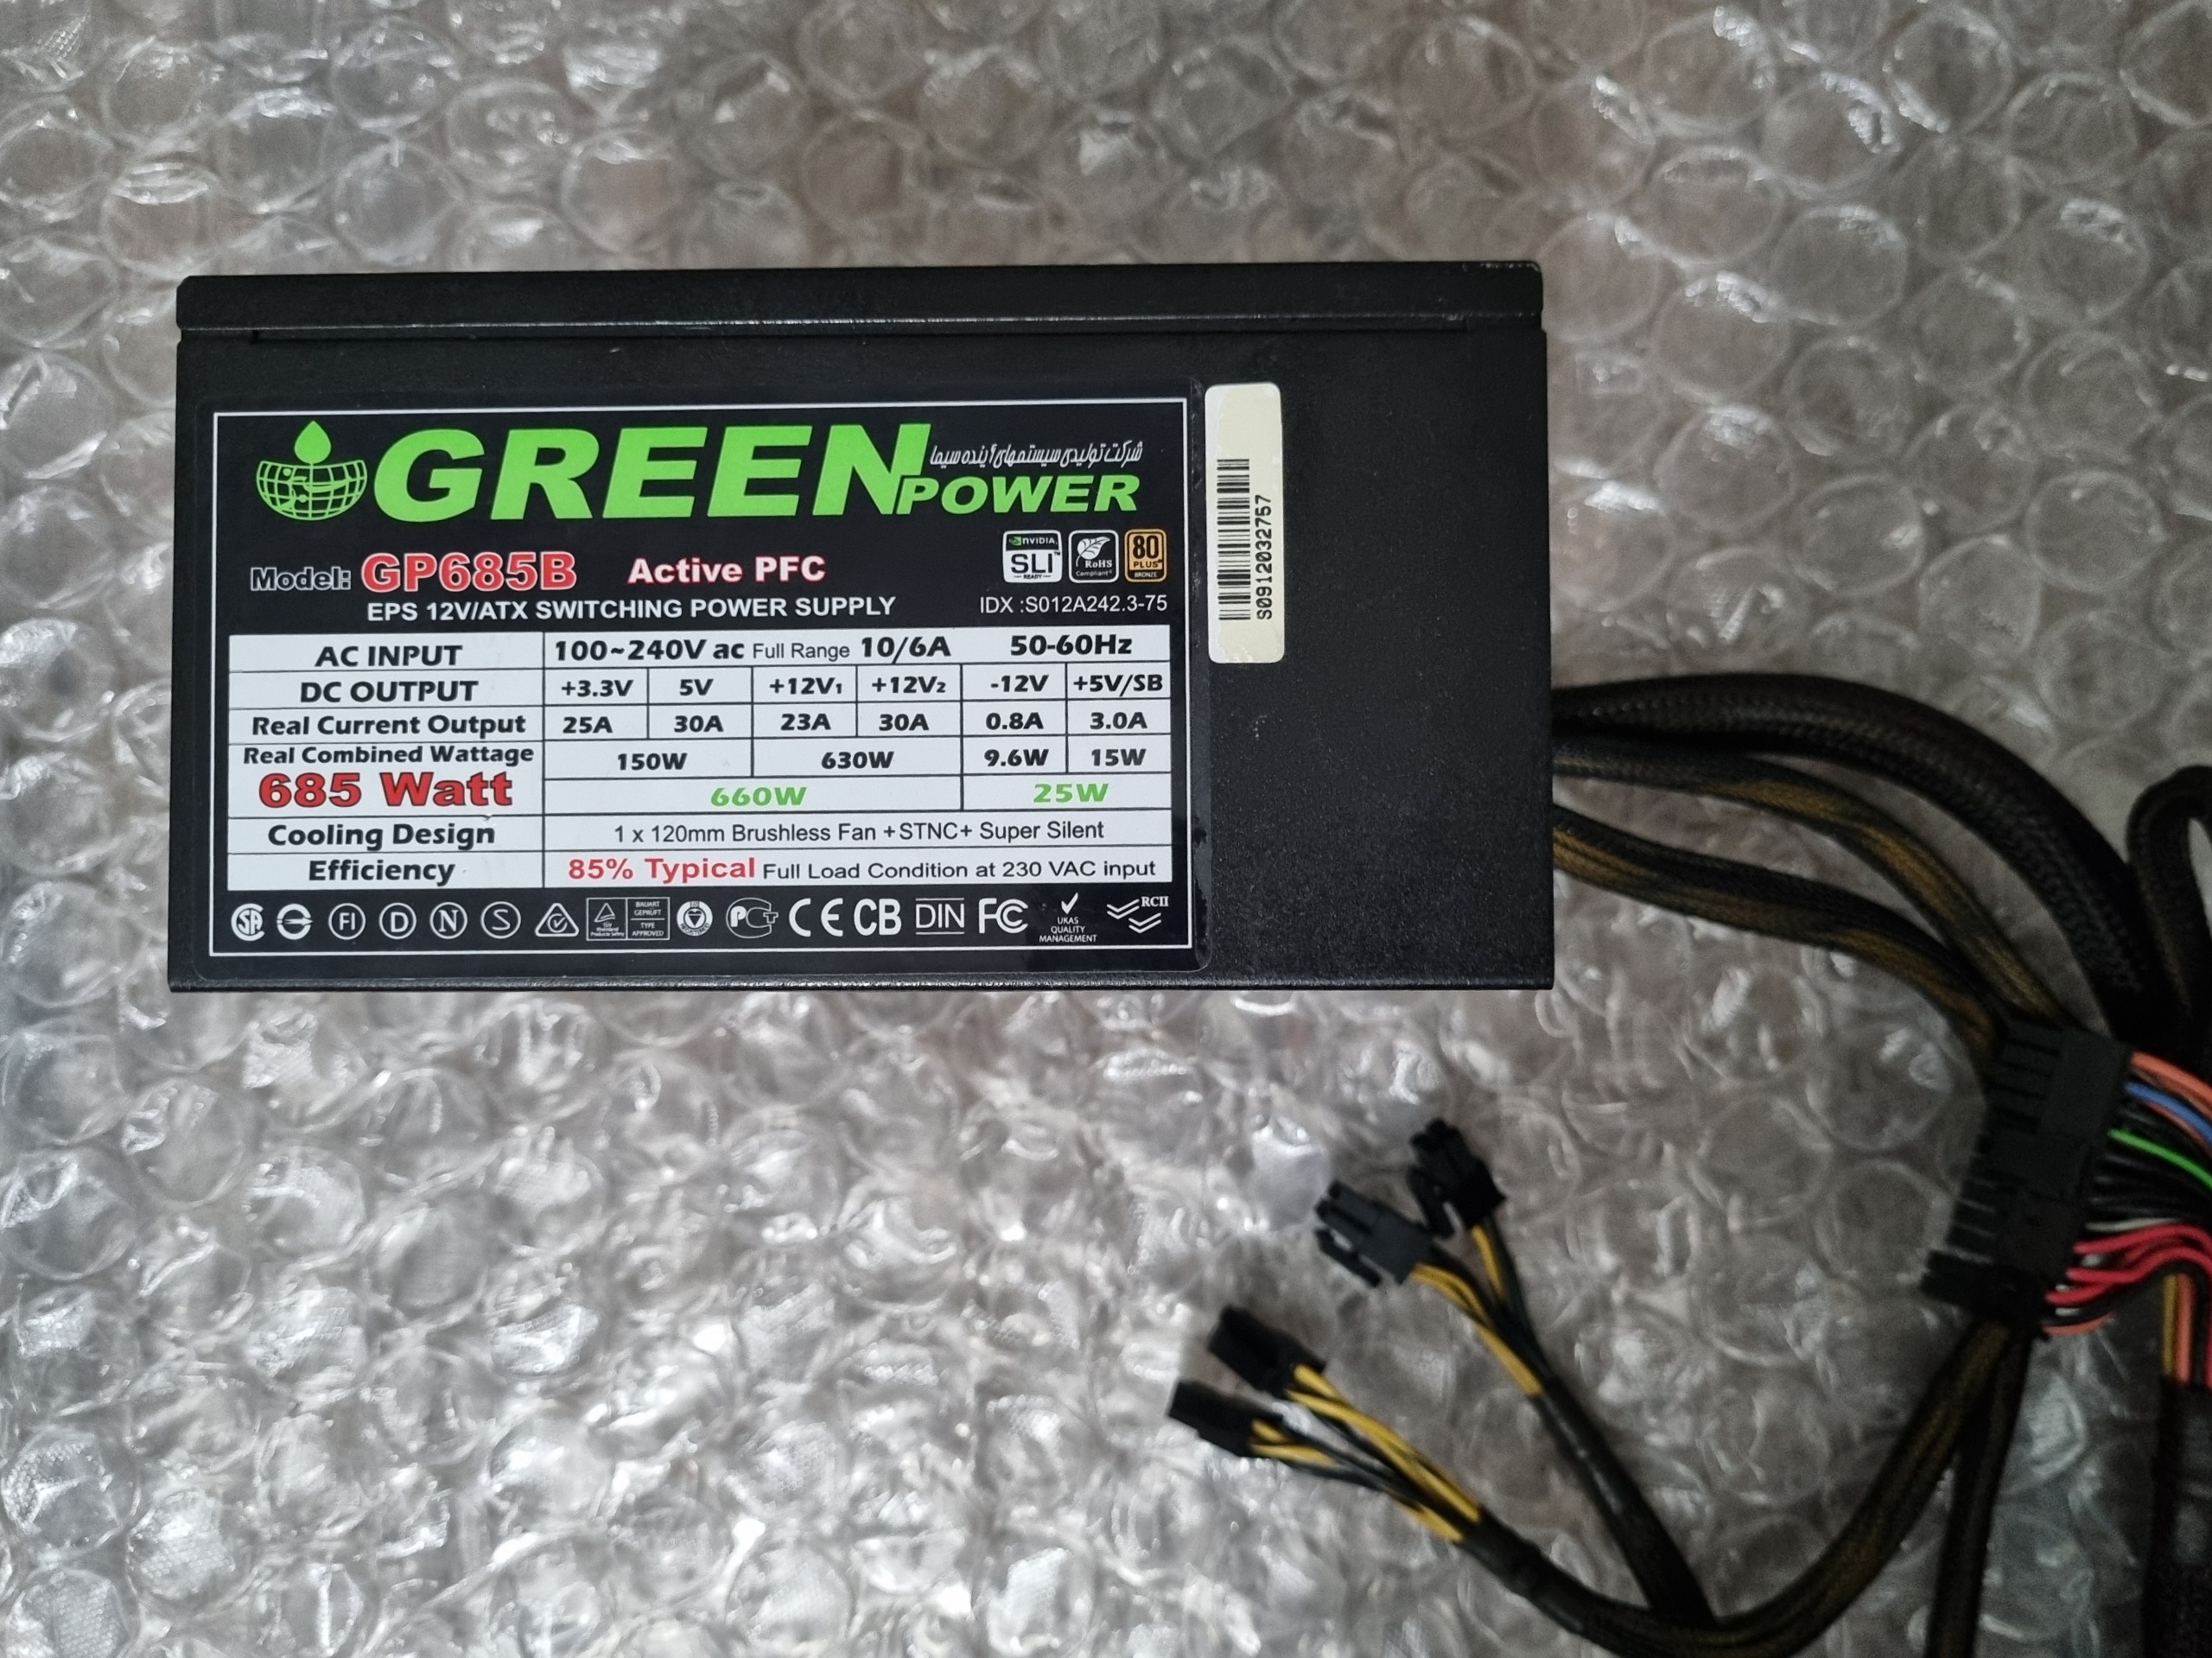 GREEN
شرکت تولیدی سیستمهای آینده سیما
POWER
Model: GP685B Active PFC
NVIDIA SLI READY
RoHS Compliant
80 PLUS BRONZE
EPS 12V/ATX SWITCHING POWER SUPPLY
IDX :S012A242.3-75
AC INPUT 100~240V ac Full Range 10/6A 50-60Hz
DC OUTPUT +3.3V 5V +12V1 +12V2 -12V +5V/SB
Real Current Output 25A 30A 23A 30A 0.8A 3.0A
Real Combined Wattage 150W 630W 9.6W 15W
685 Watt 660W 25W
Cooling Design 1 x 120mm Brushless Fan +STNC+ Super Silent
Efficiency 85% Typical Full Load Condition at 230 VAC input
FI D N S
BAUART GEPRÜFT TYPE APPROVED
CE CB DIN FC
UKAS QUALITY MANAGEMENT
RCII
S0912032757